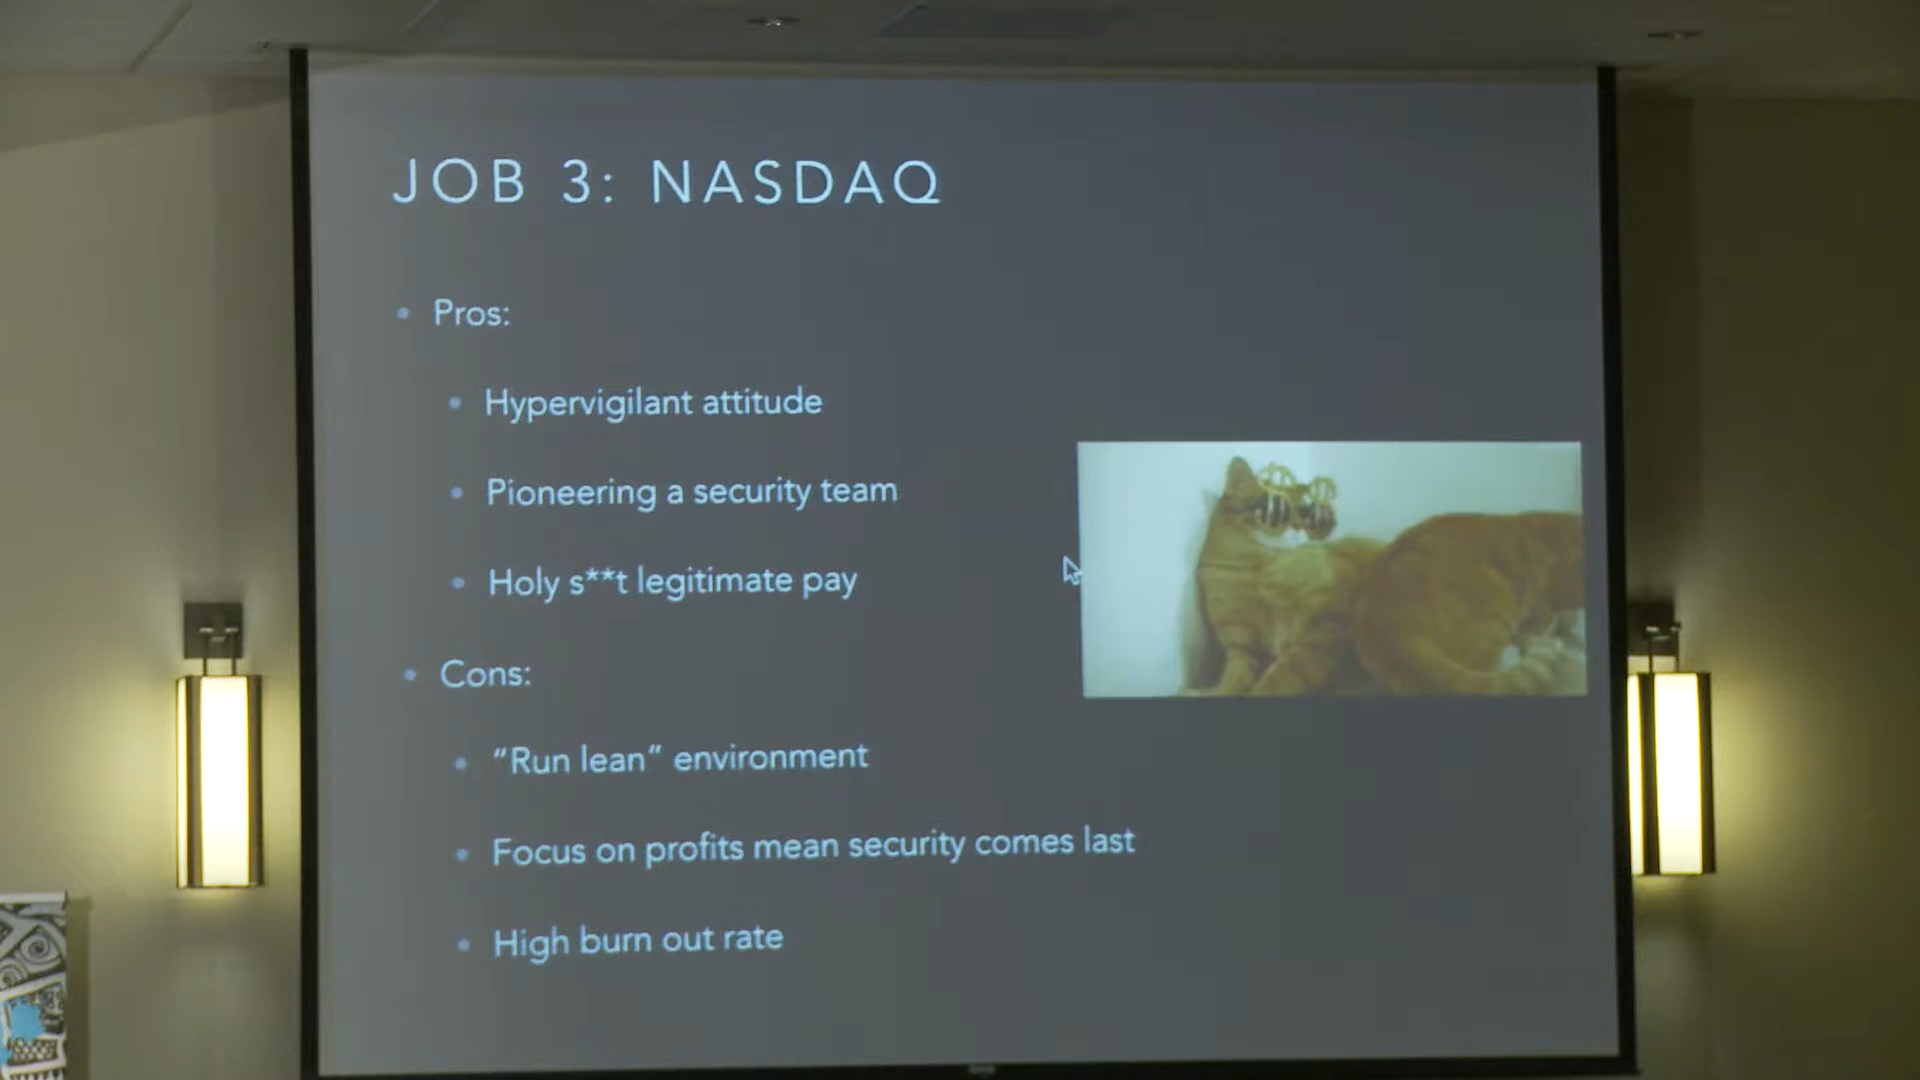 JOB 3: NASDAQ
• Pros:
• Hypervigilant attitude
• Pioneering a security team
• Holy s**t legitimate pay
• Cons:
• “Run lean” environment
• Focus on profits mean security comes last
• High burn out rate